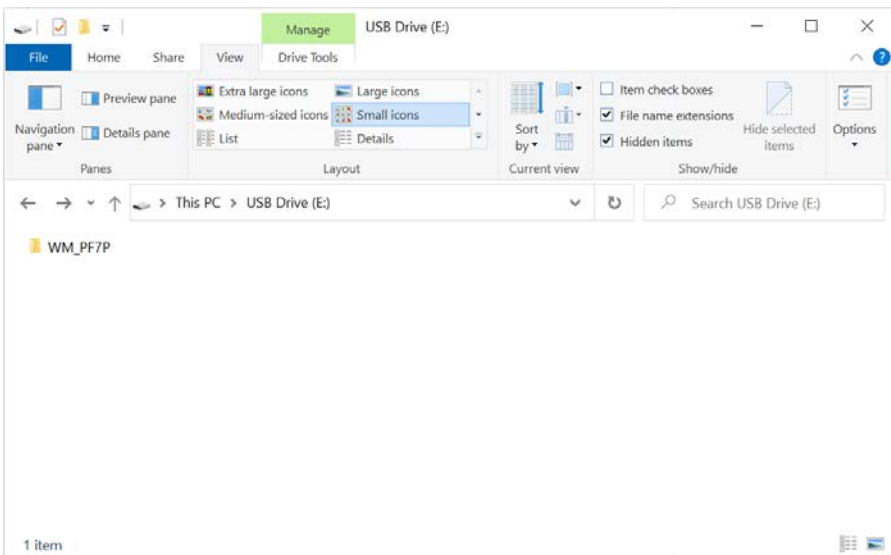 Manage USB Drive (E:)
File Home Share View Drive Tools
Preview pane
Details pane
Navigation pane
Panes
Extra large icons Large icons
Medium-sized icons Small icons
List Details
Layout
Sort by
Current view
Item check boxes
File name extensions
Hidden items
Hide selected items
Show/hide
Options
This PC > USB Drive (E:)
Search USB Drive (E:)
WM_PF7P
1 item